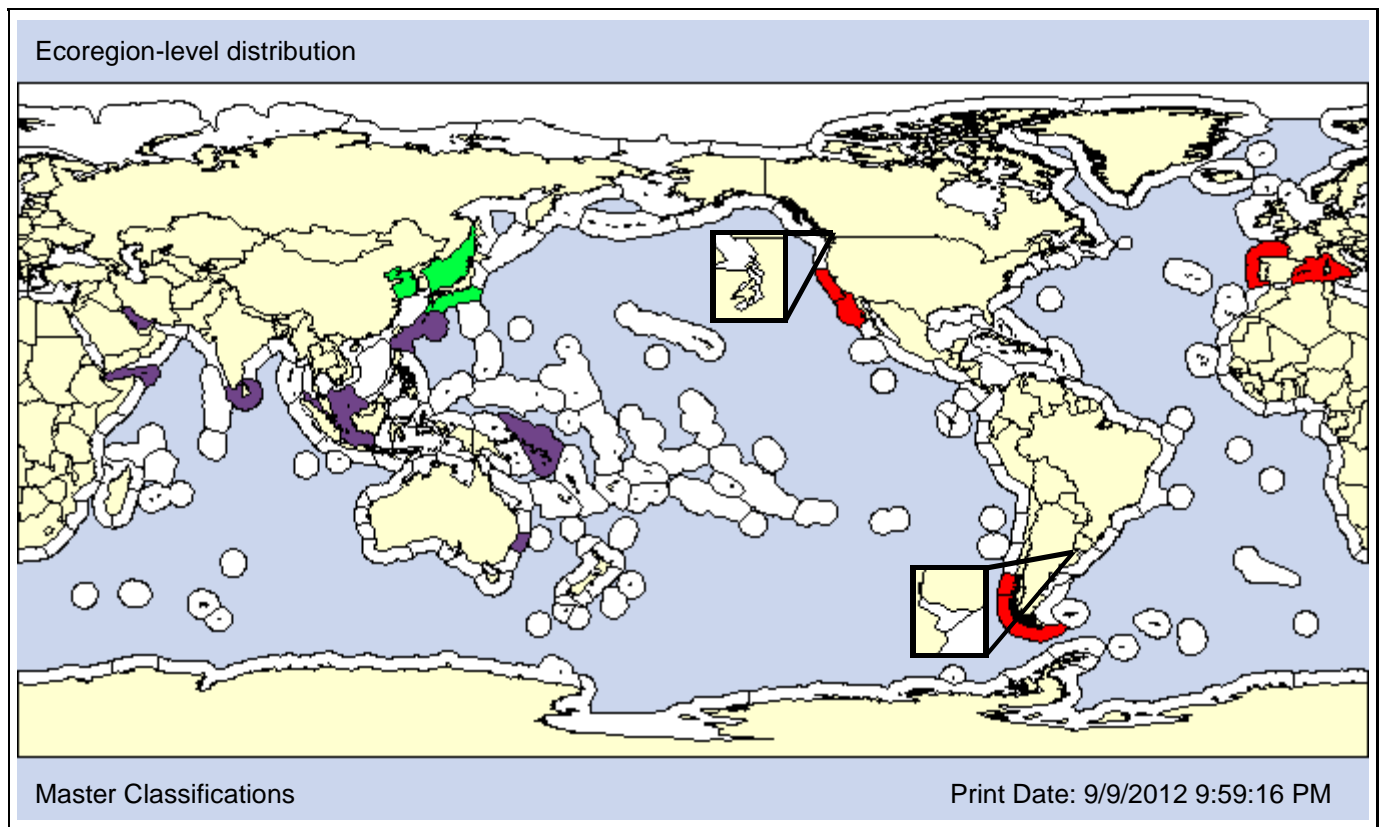 Ecoregion-level distribution
Master Classifications
Print Date: 9/9/2012 9:59:16 PM